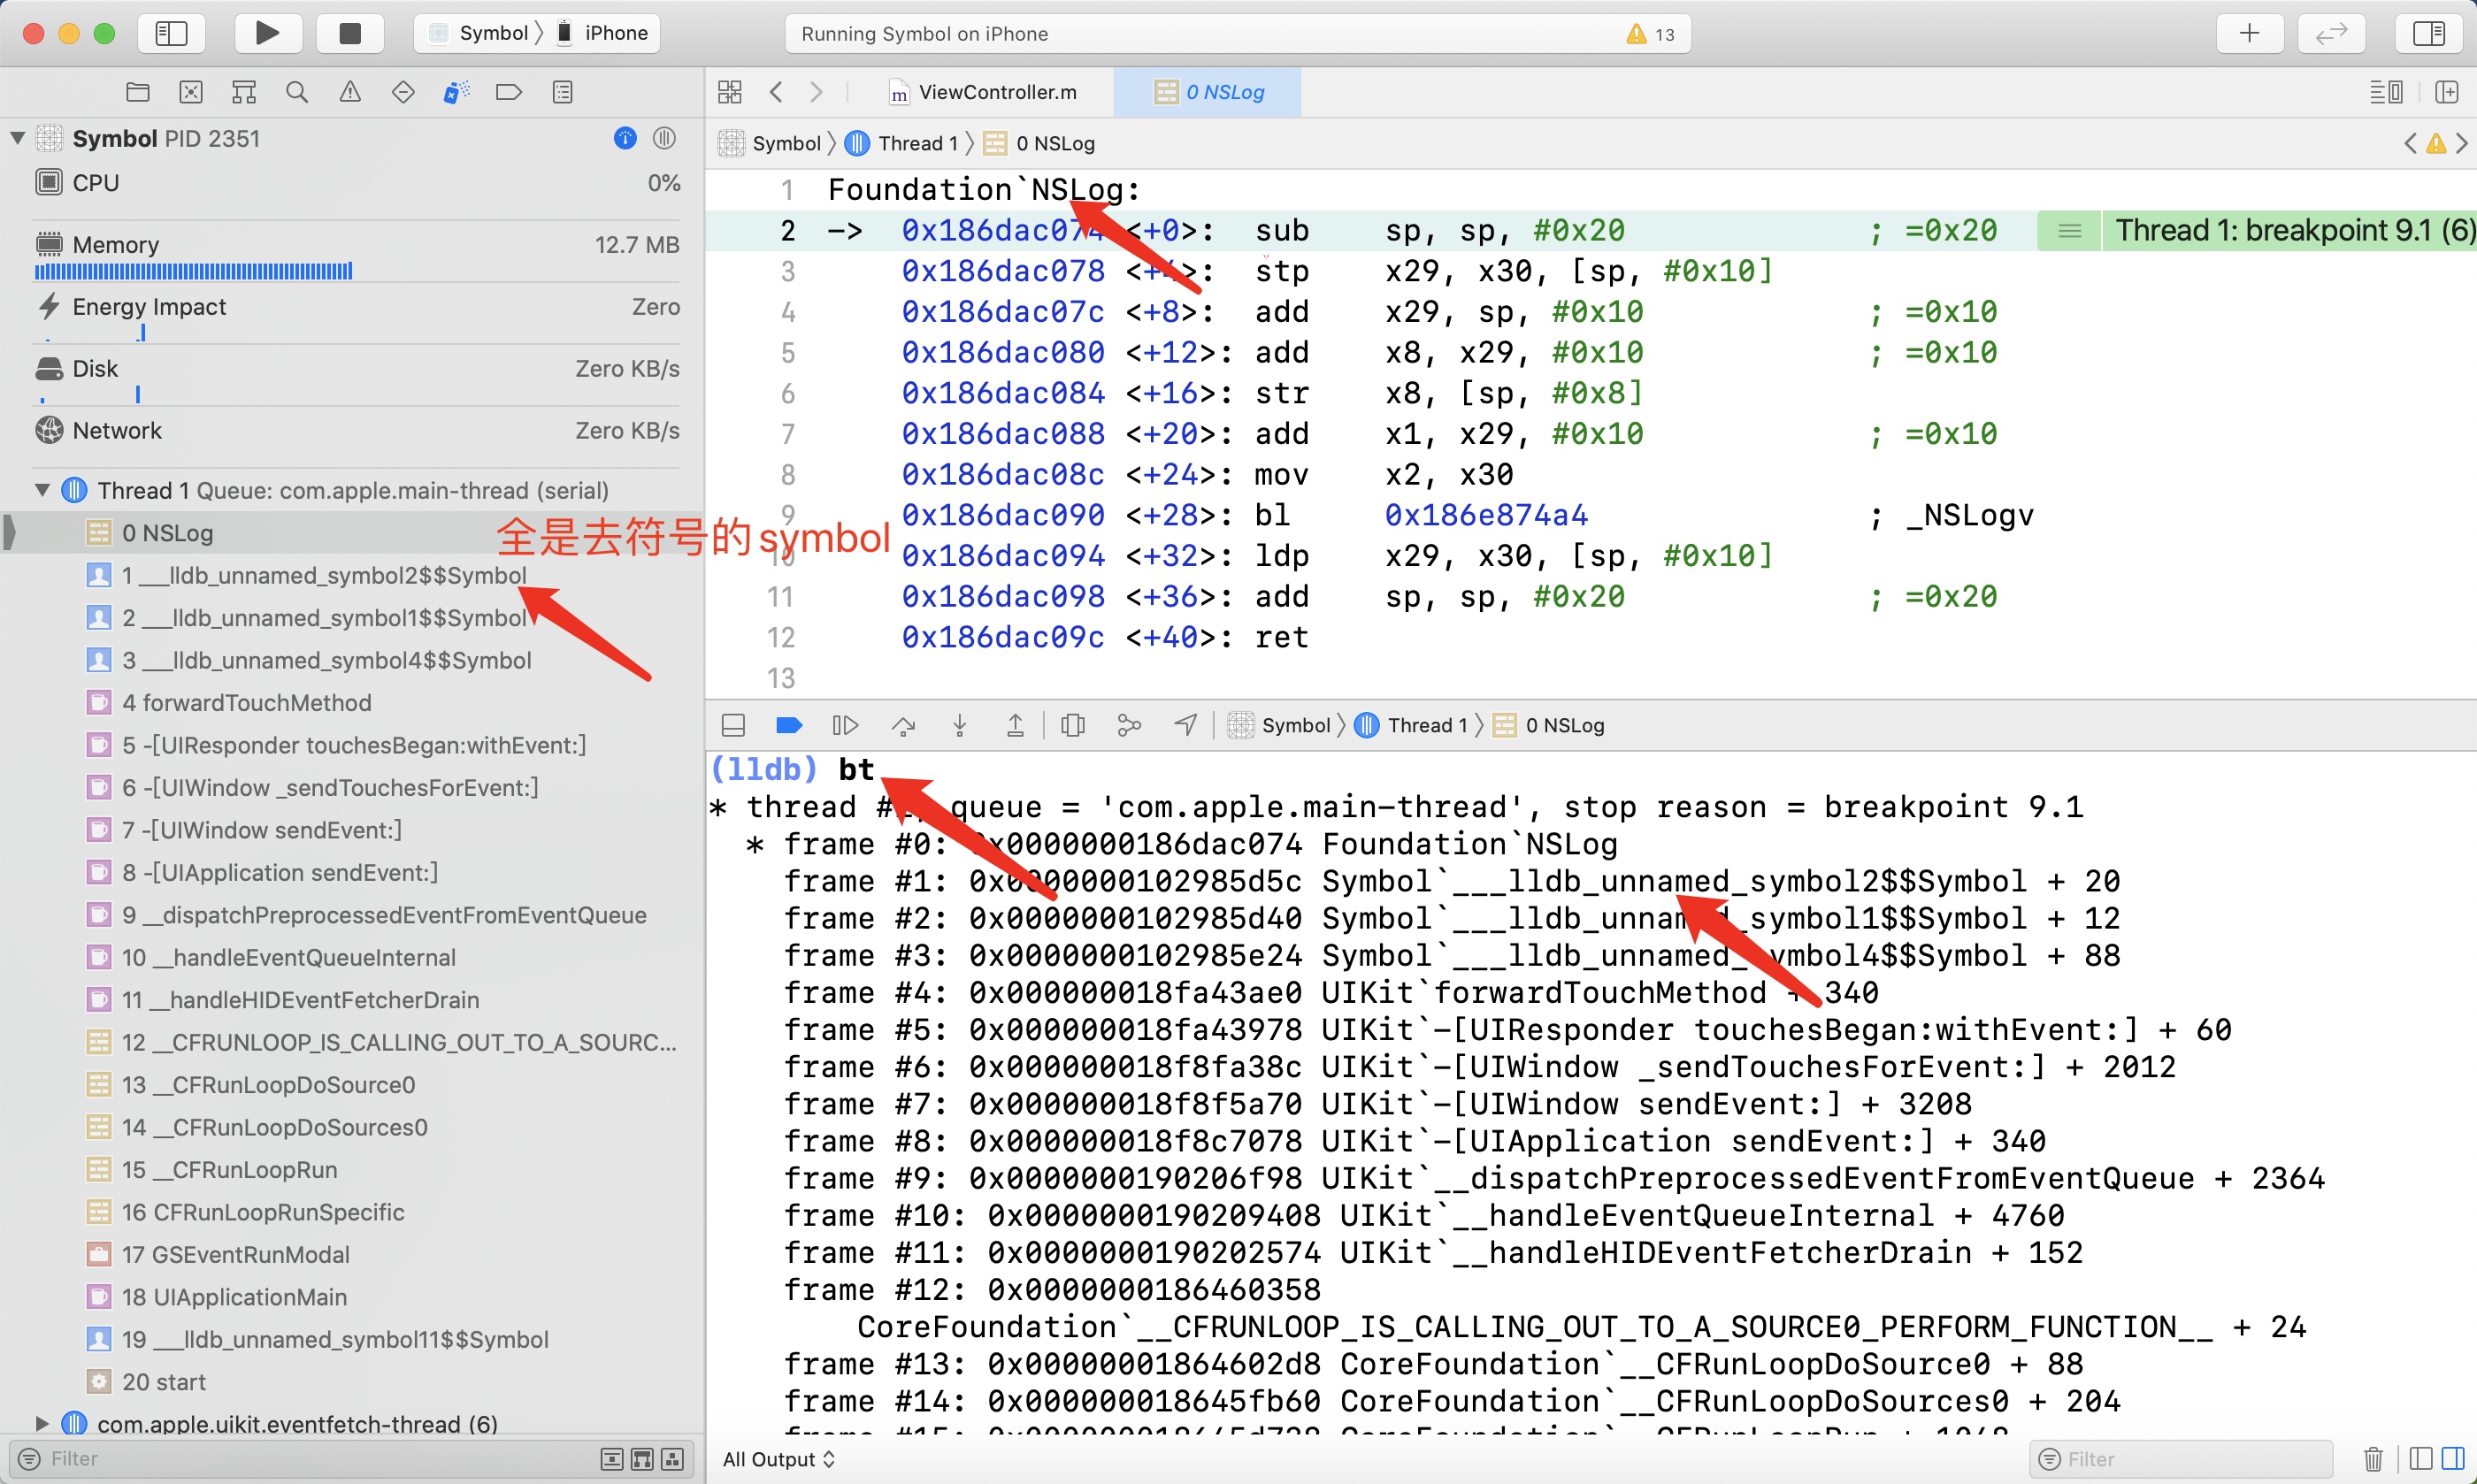 Symbol 〉 iPhone
Running Symbol on iPhone
13
ViewController.m
0 NSLog
Symbol PID 2351
CPU
0%
Memory
12.7 MB
Energy Impact
Zero
Disk
Zero KB/s
Network
Zero KB/s
Thread 1 Queue: com.apple.main-thread (serial)
0 NSLog
全是去符号的symbol
1 ___lldb_unnamed_symbol2$$Symbol
2 ___lldb_unnamed_symbol1$$Symbol
3 ___lldb_unnamed_symbol4$$Symbol
4 forwardTouchMethod
5 -[UIResponder touchesBegan:withEvent:]
6 -[UIWindow _sendTouchesForEvent:]
7 -[UIWindow sendEvent:]
8 -[UIApplication sendEvent:]
9 __dispatchPreprocessedEventFromEventQueue
10 __handleEventQueueInternal
11 __handleHIDEventFetcherDrain
12 __CFRUNLOOP_IS_CALLING_OUT_TO_A_SOURC...
13 __CFRunLoopDoSource0
14 __CFRunLoopDoSources0
15 __CFRunLoopRun
16 CFRunLoopRunSpecific
17 GSEventRunModal
18 UIApplicationMain
19 ___lldb_unnamed_symbol11$$Symbol
20 start
com.apple.uikit.eventfetch-thread (6)
Filter
Symbol 〉 Thread 1 〉 0 NSLog
1 Foundation`NSLog:
2 -> 0x186dac074 <+0>: sub sp, sp, #0x20 ; =0x20 Thread 1: breakpoint 9.1 (6)
3 0x186dac078 <+4>: stp x29, x30, [sp, #0x10]
4 0x186dac07c <+8>: add x29, sp, #0x10 ; =0x10
5 0x186dac080 <+12>: add x8, x29, #0x10 ; =0x10
6 0x186dac084 <+16>: str x8, [sp, #0x8]
7 0x186dac088 <+20>: add x1, x29, #0x10 ; =0x10
8 0x186dac08c <+24>: mov x2, x30
9 0x186dac090 <+28>: bl 0x186e874a4 ; _NSLogv
10 0x186dac094 <+32>: ldp x29, x30, [sp, #0x10]
11 0x186dac098 <+36>: add sp, sp, #0x20 ; =0x20
12 0x186dac09c <+40>: ret
13
Symbol 〉 Thread 1 〉 0 NSLog
(lldb) bt
* thread #1, queue = 'com.apple.main-thread', stop reason = breakpoint 9.1
* frame #0: 0x0000000186dac074 Foundation`NSLog
frame #1: 0x0000000102985d5c Symbol`___lldb_unnamed_symbol2$$Symbol + 20
frame #2: 0x0000000102985d40 Symbol`___lldb_unnamed_symbol1$$Symbol + 12
frame #3: 0x0000000102985e24 Symbol`___lldb_unnamed_symbol4$$Symbol + 88
frame #4: 0x000000018fa43ae0 UIKit`forwardTouchMethod + 340
frame #5: 0x000000018fa43978 UIKit`-[UIResponder touchesBegan:withEvent:] + 60
frame #6: 0x000000018f8fa38c UIKit`-[UIWindow _sendTouchesForEvent:] + 2012
frame #7: 0x000000018f8f5a70 UIKit`-[UIWindow sendEvent:] + 3208
frame #8: 0x000000018f8c7078 UIKit`-[UIApplication sendEvent:] + 340
frame #9: 0x0000000190206f98 UIKit`__dispatchPreprocessedEventFromEventQueue + 2364
frame #10: 0x0000000190209408 UIKit`__handleEventQueueInternal + 4760
frame #11: 0x0000000190202574 UIKit`__handleHIDEventFetcherDrain + 152
frame #12: 0x0000000186460358
CoreFoundation`__CFRUNLOOP_IS_CALLING_OUT_TO_A_SOURCE0_PERFORM_FUNCTION__ + 24
frame #13: 0x00000001864602d8 CoreFoundation`__CFRunLoopDoSource0 + 88
frame #14: 0x000000018645fb60 CoreFoundation`__CFRunLoopDoSources0 + 204
All Output
Filter